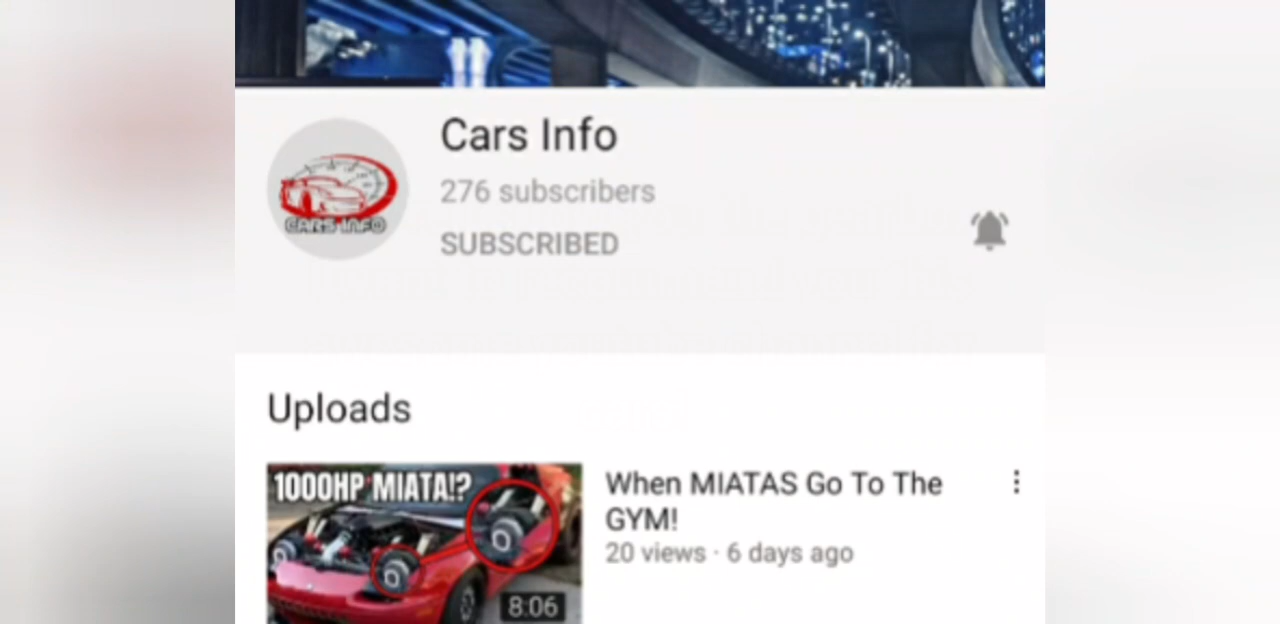 Cars Info
276 subscribers
CARS INFO
SUBSCRIBED
Uploads
1000HP MIATA!?
When MIATAS Go To The
GYM!
20 views · 6 days ago
8:06